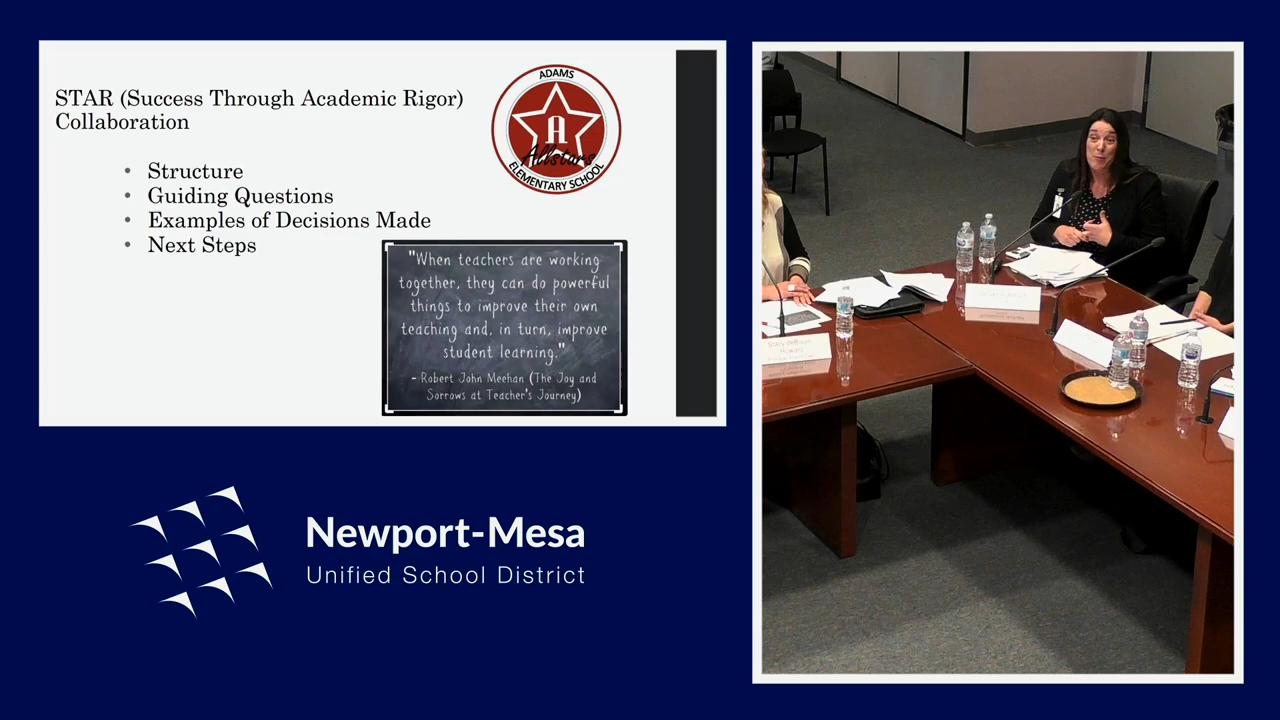 STAR (Success Through Academic Rigor)
Collaboration
• Structure
• Guiding Questions
• Examples of Decisions Made
• Next Steps
ADAMS
A
Allstars
ELEMENTARY SCHOOL
"When teachers are working
together, they can do powerful
things to improve their own
teaching and, in turn, improve
student learning."
- Robert John Meehan (The Joy and
Sorrows at Teacher's Journey)
Newport-Mesa
Unified School District